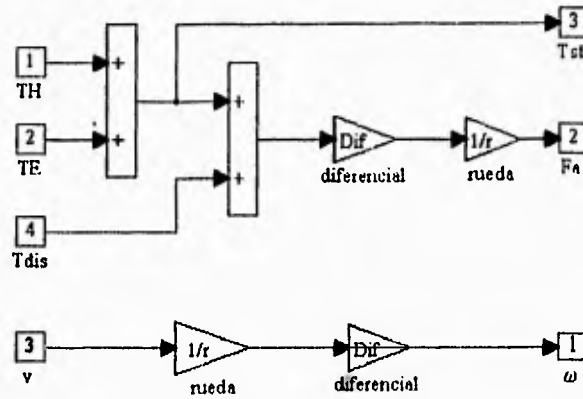 3
Tst
1
+
TH
+
2
+
Dif
1/r
2
TE
diferencial
rueda
Fa
+
4
Tdis
3
1/r
Dif
1
v
rueda
diferencial
ω